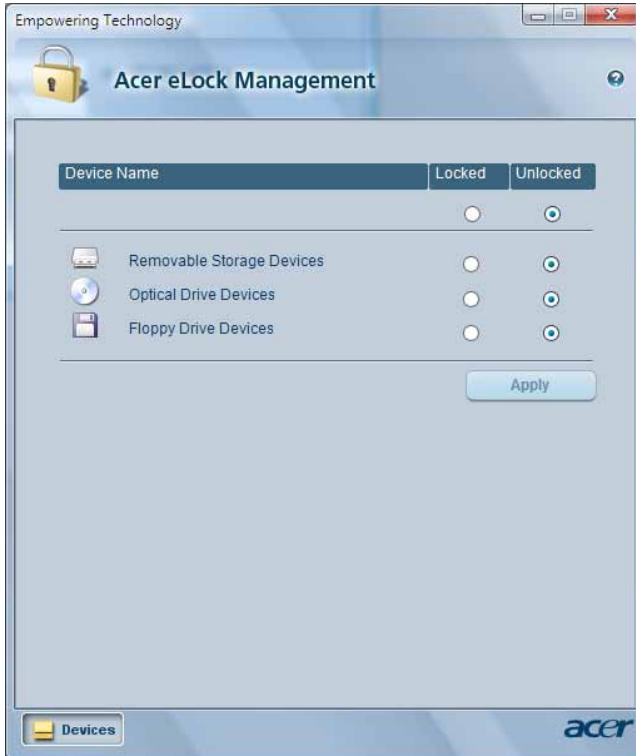 Empowering Technology
Acer eLock Management
Device Name Locked Unlocked
Removable Storage Devices
Optical Drive Devices
Floppy Drive Devices
Apply
Devices acer